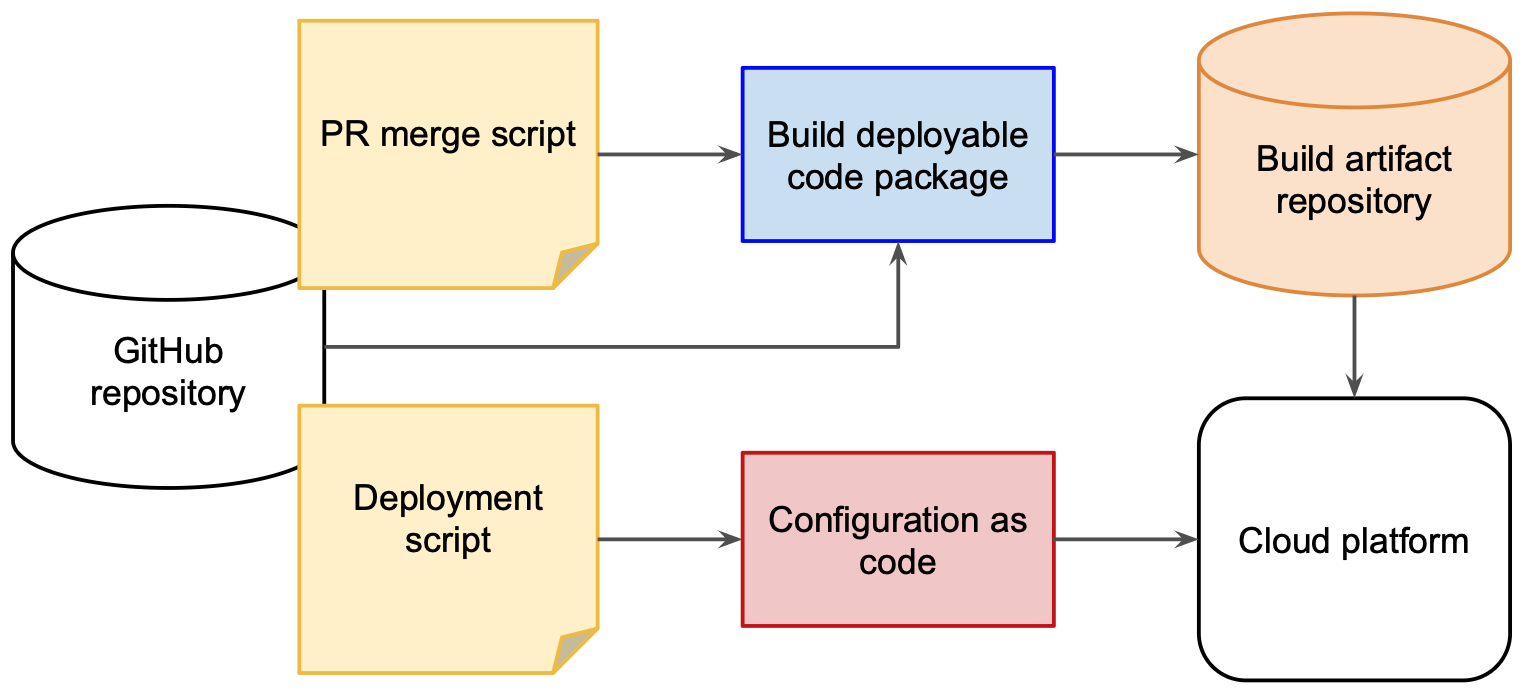 PR merge script
Build deployable
code package
Build artifact
repository
GitHub
repository
Deployment
script
Configuration as
code
Cloud platform